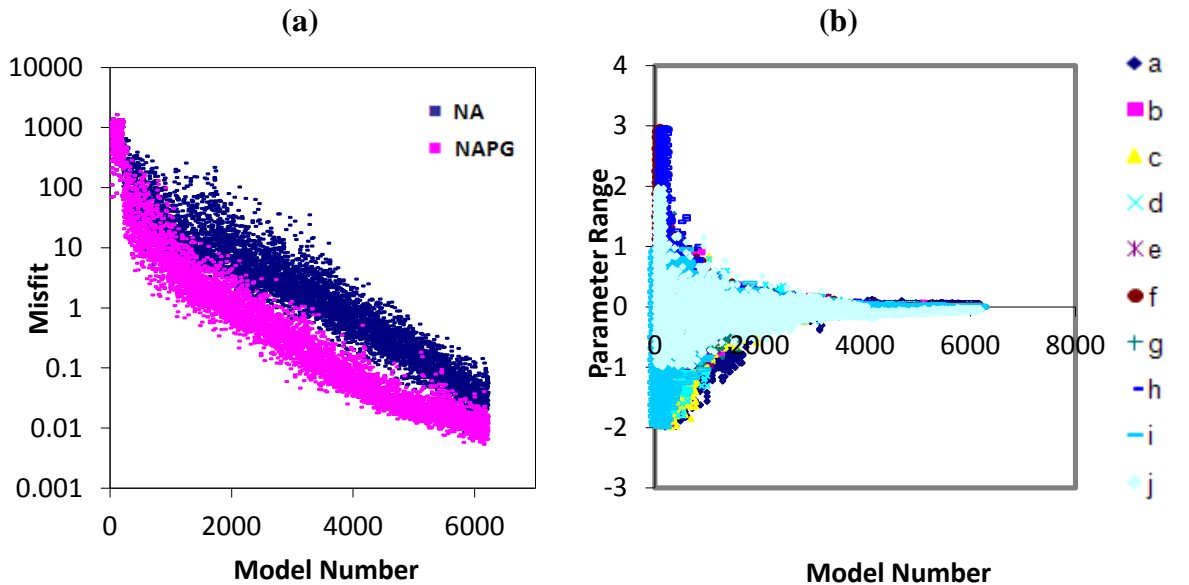 (a)
10000
1000
100
10
1
0.1
0.01
0.001
Misfit
NA
NAPG
0 2000 4000 6000
Model Number
(b)
4
3
2
1
0
-1
-2
-3
Parameter Range
0 2000 4000 6000 8000
Model Number
a
b
c
d
e
f
g
h
i
j